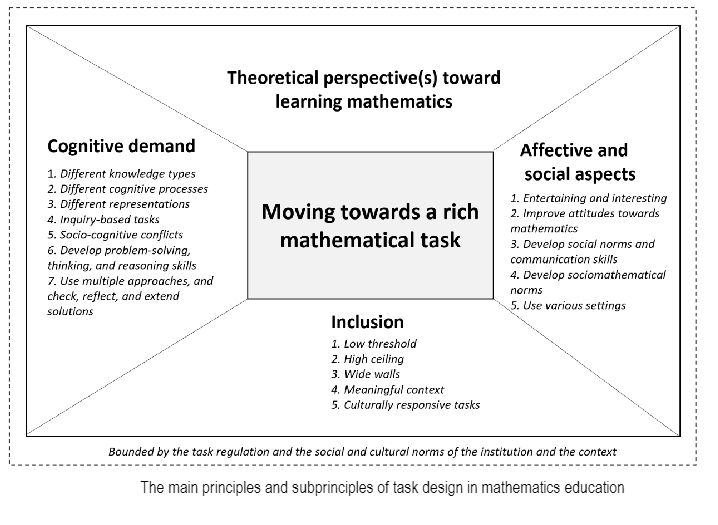 Theoretical perspective(s) toward
learning mathematics
Cognitive demand
1. Different knowledge types
2. Different cognitive processes
3. Different representations
4. Inquiry-based tasks
5. Socio-cognitive conflicts
6. Develop problem-solving,
thinking, and reasoning skills
7. Use multiple approaches, and
check, reflect, and extend
solutions
Moving towards a rich
mathematical task
Affective and
social aspects
1. Entertaining and interesting
2. Improve attitudes towards
mathematics
3. Develop social norms and
communication skills
4. Develop sociomathematical
norms
5. Use various settings
Inclusion
1. Low threshold
2. High ceiling
3. Wide walls
4. Meaningful context
5. Culturally responsive tasks
Bounded by the task regulation and the social and cultural norms of the institution and the context
The main principles and subprinciples of task design in mathematics education